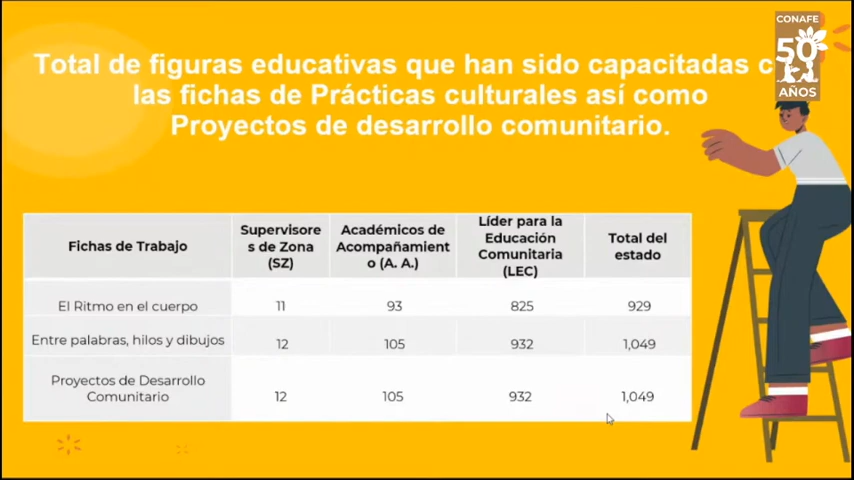 CONAFE
50
AÑOS
Total de figuras educativas que han sido capacitadas
las fichas de Prácticas culturales así como
Proyectos de desarrollo comunitario.
Fichas de Trabajo
Supervisore
s de Zona
(SZ)
Académicos de
Acompañamient
o (A. A.)
Líder para la
Educación
Comunitaria
(LEC)
Total del
estado
El Ritmo en el cuerpo
11
93
825
929
Entre palabras, hilos y dibujos
12
105
932
1,049
Proyectos de Desarrollo
Comunitario
12
105
932
1,049